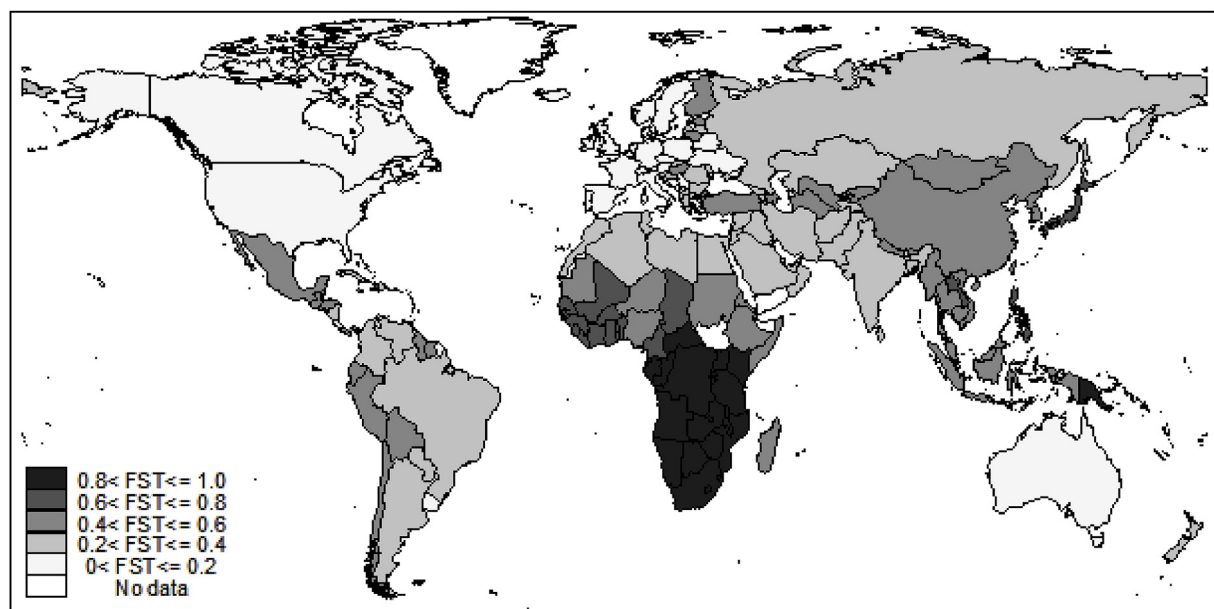 0.8< FST<= 1.0
0.6< FST<= 0.8
0.4< FST<= 0.6
0.2< FST<= 0.4
0< FST<= 0.2
No data